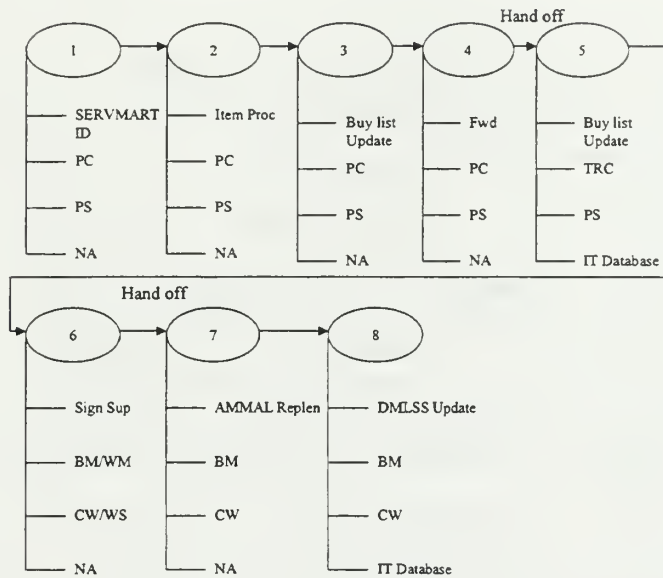 Hand off
1
2
3
4
5
SERVMART
ID
PC
PS
NA
Item Proc
PC
PS
NA
Buy list
Update
PC
PS
NA
Fwd
PC
PS
NA
Buy list
Update
TRC
PS
IT Database
Hand off
6
7
8
Sign Sup
BM/WM
CW/WS
NA
AMMAL Replen
BM
CW
NA
DMLSS Update
BM
CW
IT Database